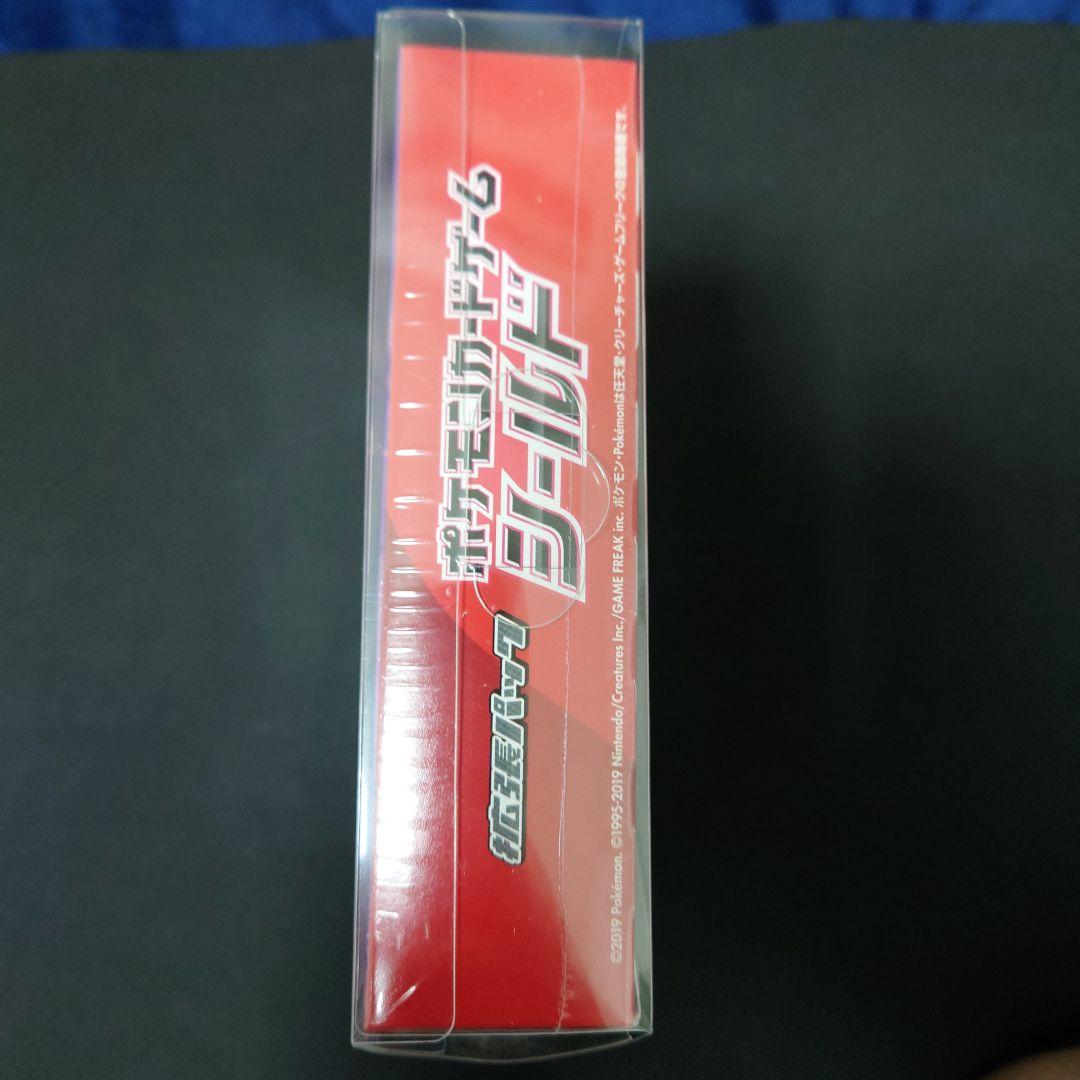 拡張パック
ポケモンカードゲーム
シールド
©2019 Pokémon. ©1995-2019 Nintendo/Creatures Inc./GAME FREAK inc. ポケモン・Pokémonは任天堂・クリーチャーズ・ゲームフリークの登録商標です。